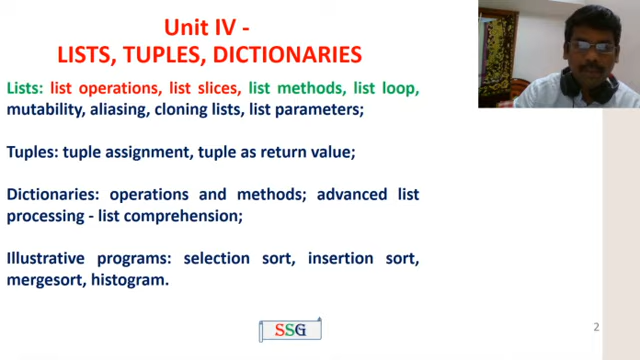 Unit IV -
LISTS, TUPLES, DICTIONARIES
Lists: list operations, list slices, list methods, list loop,
mutability, aliasing, cloning lists, list parameters;
Tuples: tuple assignment, tuple as return value;
Dictionaries: operations and methods; advanced list
processing - list comprehension;
Illustrative programs: selection sort, insertion sort,
mergesort, histogram.
SSG
2